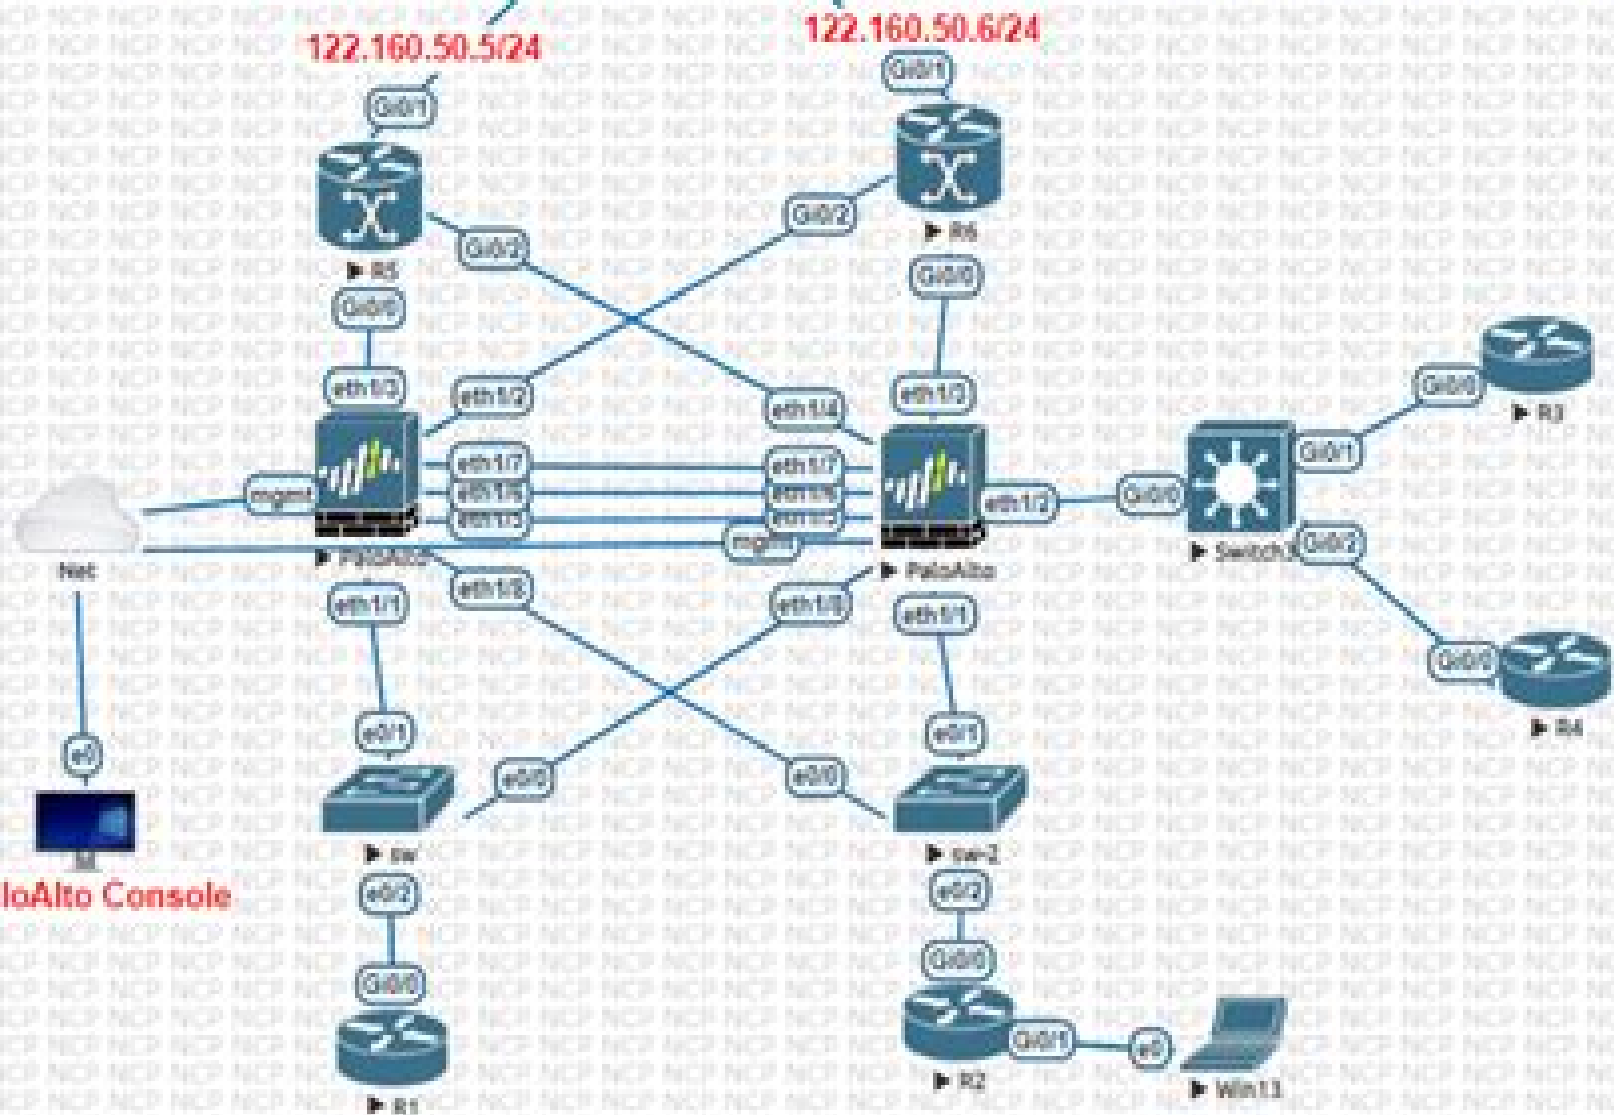 122.160.50.5/24
122.160.50.6/24
Gi0/1
Gi0/1
R5
R6
Gi0/2
Gi0/2
Gi0/0
Gi0/0
eth1/3
eth1/2
eth1/4
eth1/3
eth1/7
eth1/7
eth1/6
eth1/6
eth1/5
eth1/5
mgmt
mgmt
eth1/2
Gi0/0
Gi0/1
Gi0/0
R3
Net
PaloAlto
PaloAlto
Gi0/2
Gi0/0
R4
eth1/1
eth1/8
eth1/8
eth1/1
e0/1
e0/0
e0/0
e0/1
e0
loAlto Console
sw
sw-2
e0/2
e0/2
Gi0/0
Gi0/0
R1
R2
Gi0/1
e0
Win13